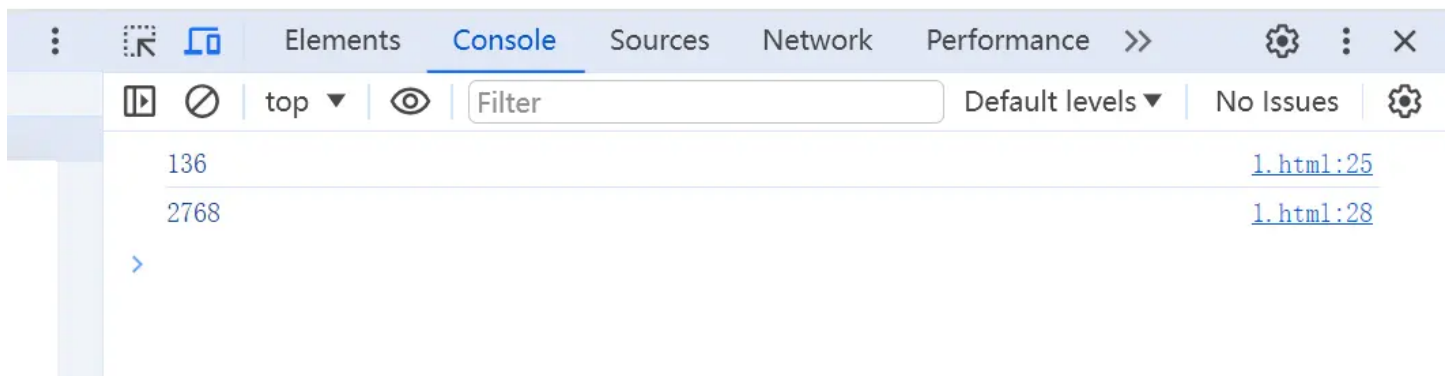 Elements Console Sources Network Performance
top Filter Default levels No Issues
136 1.html:25
2768 1.html:28